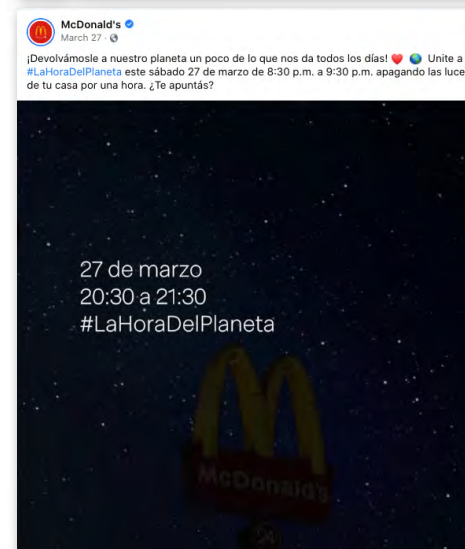 McDonald's
March 27 ·
¡Devolvámosle a nuestro planeta un poco de lo que nos da todos los días! ❤️ 🌎 Unite a
#LaHoraDelPlaneta este sábado 27 de marzo de 8:30 p.m. a 9:30 p.m. apagando las luce
de tu casa por una hora. ¿Te apuntás?
27 de marzo
20:30 a 21:30
#LaHoraDelPlaneta
McDonald's
24